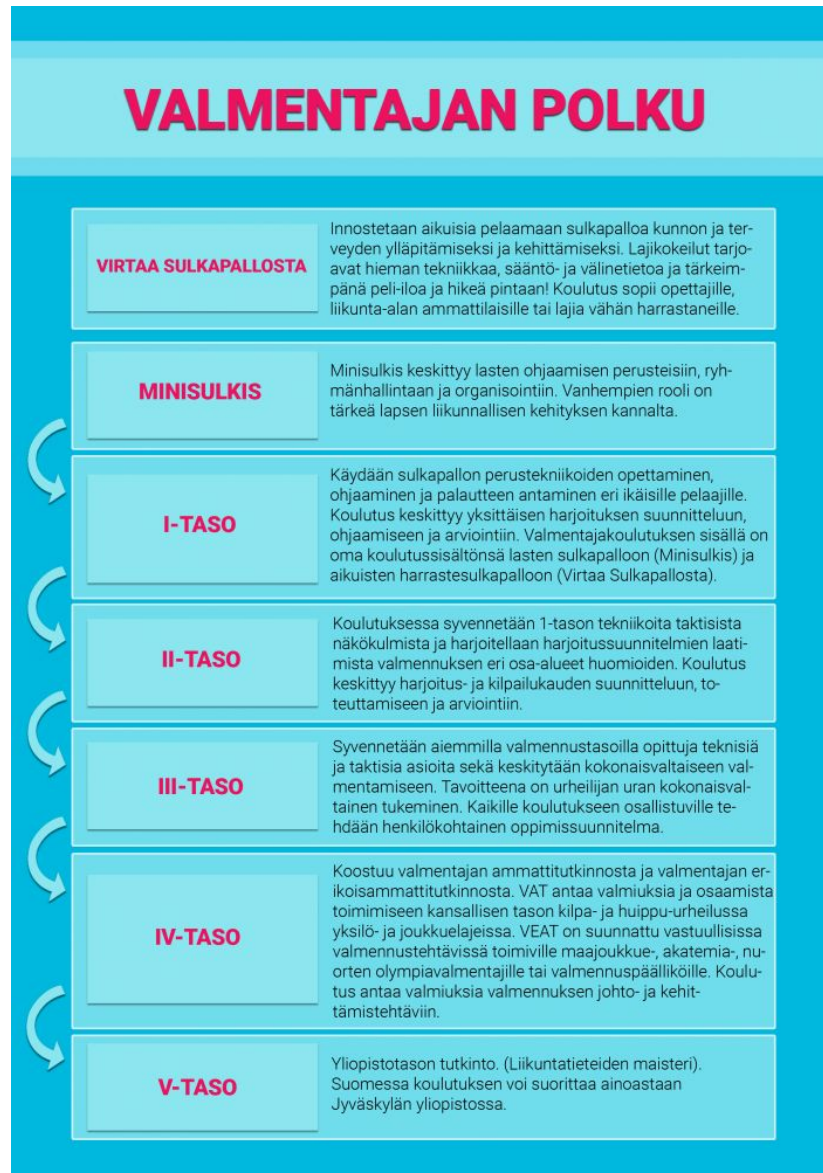 VALMENTAJAN POLKU
VIRTAA SULKAPALLOSTA
Innostetaan aikuisia pelaamaan sulkapalloa kunnon ja ter-
veyden ylläpitämiseksi ja kehittämiseksi. Lajikokeilut tarjo-
avat hieman tekniikkaa, sääntö- ja välinetietoa ja tärkeim-
pänä peli-iloa ja hikeä pintaan! Koulutus sopii opettajille,
liikunta-alan ammattilaisille tai lajia vähän harrastaneille.
MINISULKIS
Minisulkis keskittyy lasten ohjaamisen perusteisiin, ryh-
mänhallintaan ja organisointiin. Vanhempien rooli on
tärkeä lapsen liikunnallisen kehityksen kannalta.
I-TASO
Käydään sulkapallon perustekniikoiden opettaminen,
ohjaaminen ja palautteen antaminen eri ikäisille pelaajille.
Koulutus keskittyy yksittäisen harjoituksen suunnitteluun,
ohjaamiseen ja arviointiin. Valmentajakoulutuksen sisällä on
oma koulutussisältönsä lasten sulkapalloon (Minisulkis) ja
aikuisten harrastesulkapalloon (Virtaa Sulkapallosta).
II-TASO
Koulutuksessa syvennetään 1-tason tekniikoita taktisista
näkökulmista ja harjoitellaan harjoitussuunnitelmien laati-
mista valmennuksen eri osa-alueet huomioiden. Koulutus
keskittyy harjoitus- ja kilpailukauden suunnitteluun, to-
teuttamiseen ja arviointiin.
III-TASO
Syvennetään aiemmilla valmennustasoilla opittuja teknisiä
ja taktisia asioita sekä keskitytään kokonaisvaltaiseen val-
mentamiseen. Tavoitteena on urheilijan uran kokonaisval-
tainen tukeminen. Kaikille koulutukseen osallistuville te-
hdään henkilökohtainen oppimissuunnitelma.
IV-TASO
Koostuu valmentajan ammattitutkinnosta ja valmentajan er-
ikoisammattitutkinnosta. VAT antaa valmiuksia ja osaamista
toimimiseen kansallisen tason kilpa- ja huippu-urheilussa
yksilö- ja joukkuelajeissa. VEAT on suunnattu vastuullisissa
valmennustehtävissä toimiville maajoukkue-, akatemia-, nu-
orten olympiavalmentajille tai valmennuspäälliköille. Koulu-
tus antaa valmiuksia valmennuksen johto- ja kehit-
tämistehtäviin.
V-TASO
Yliopistotason tutkinto. (Liikuntatieteiden maisteri).
Suomessa koulutuksen voi suorittaa ainoastaan
Jyväskylän yliopistossa.